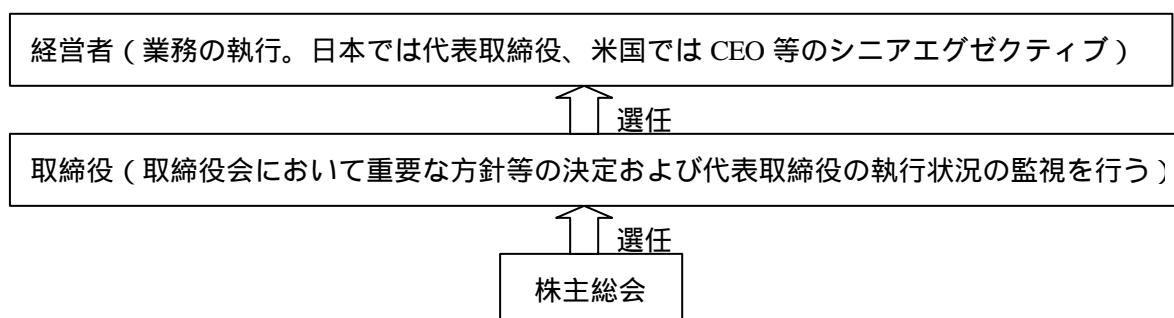 経営者(業務の執行。日本では代表取締役、米国では CEO 等のシニアエグゼクティブ)
選任
取締役(取締役会において重要な方針等の決定および代表取締役の執行状況の監視を行う)
選任
株主総会